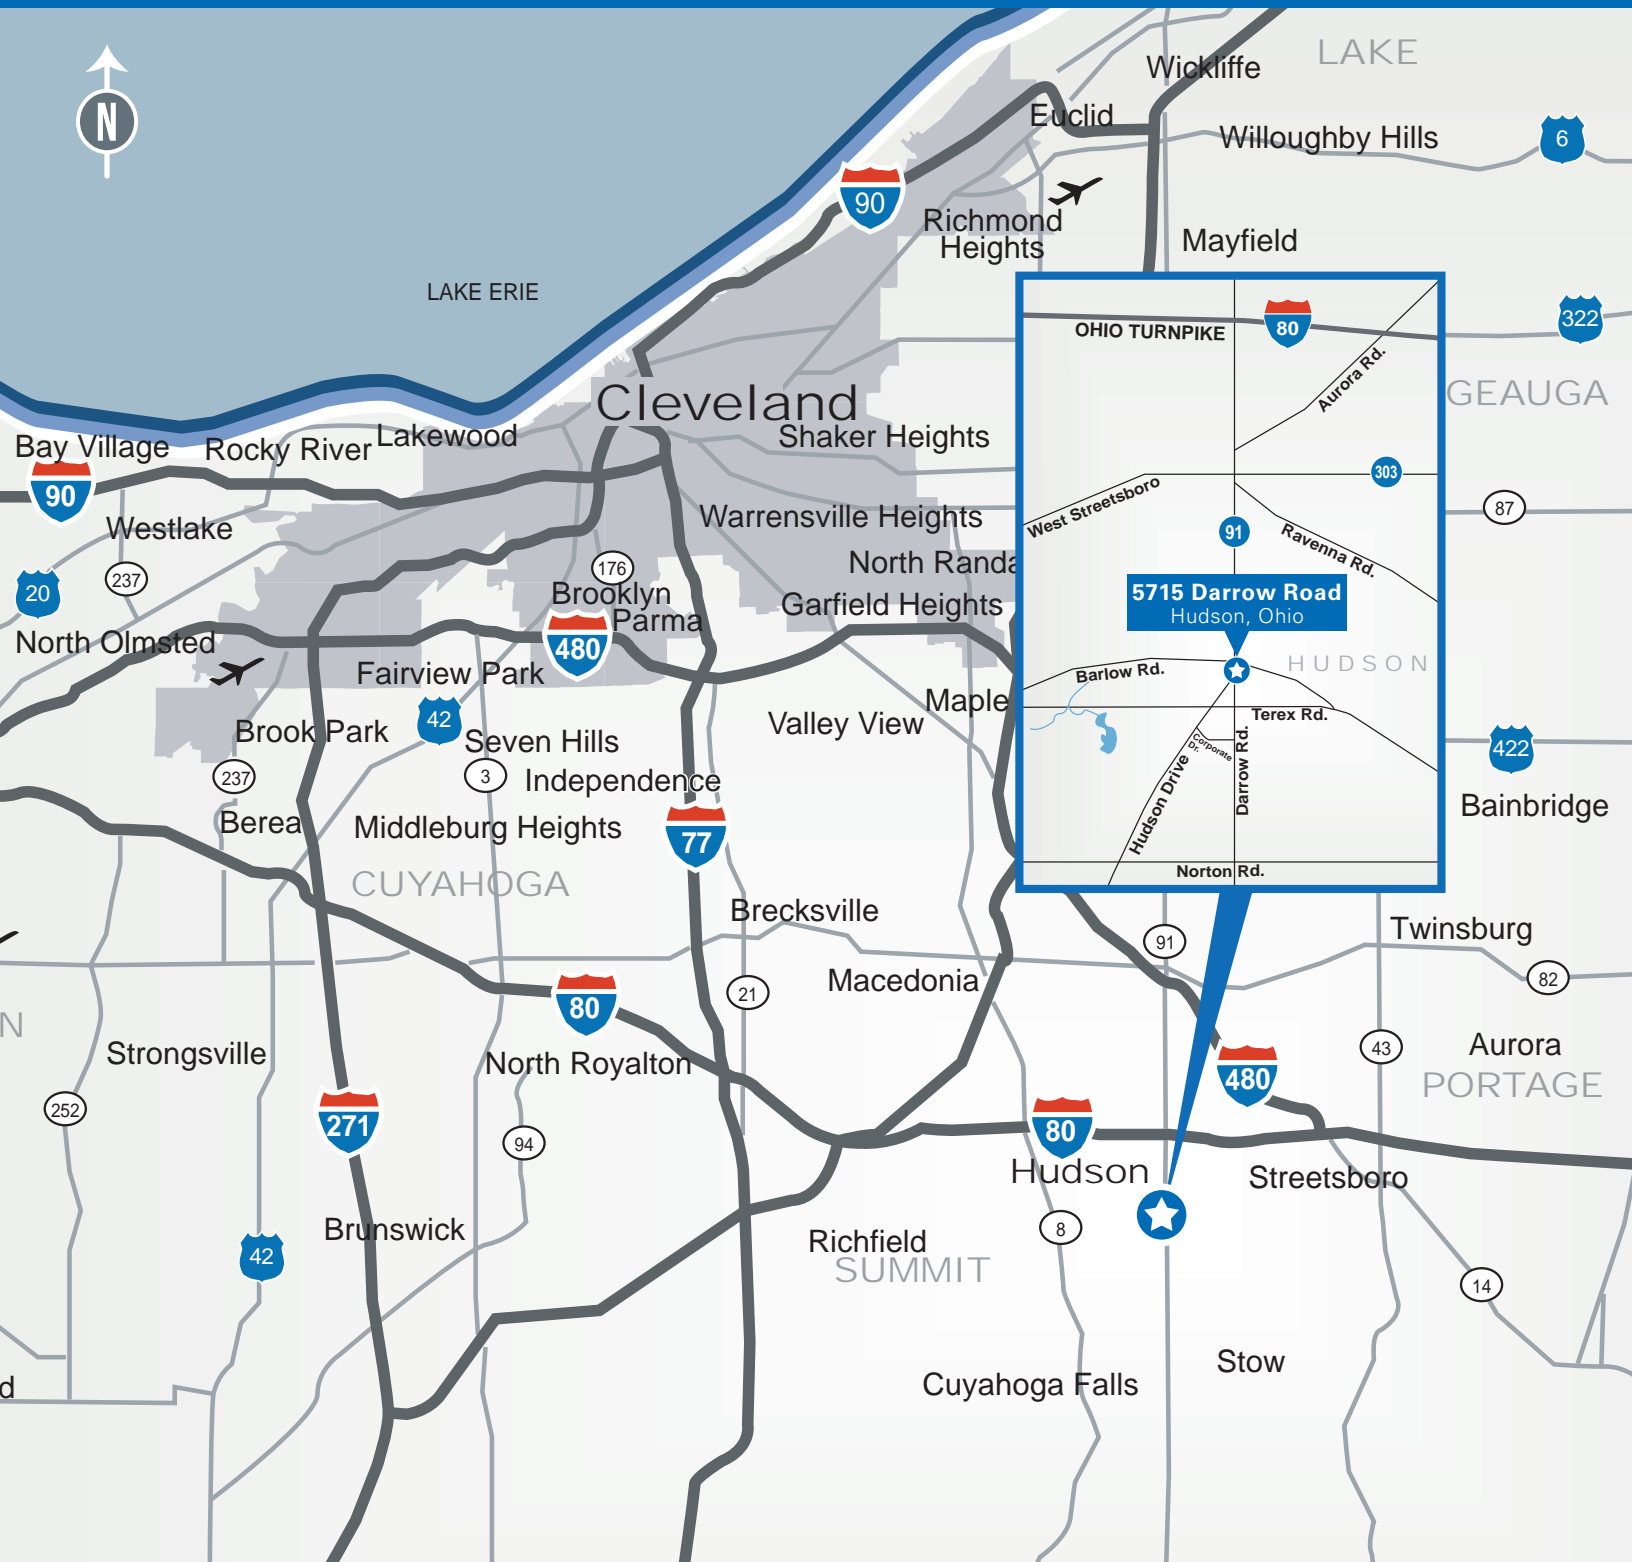 LAKE
Wickliffe
N
Euclid
Willoughby Hills
6
90
Richmond
Heights
Mayfield
LAKE ERIE
OHIO TURNPIKE
80
322
Aurora Rd.
GEAUGA
Cleveland
Bay Village
Rocky River
Lakewood
Shaker Heights
90
303
West Streetsboro
87
Westlake
Warrensville Heights
91
Ravenna Rd.
237
176
North Randa
20
Brooklyn
Parma
Garfield Heights
5715 Darrow Road
Hudson, Ohio
North Olmsted
480
Fairview Park
HUDSON
Barlow Rd.
Maple
42
Valley View
Terex Rd.
Brook Park
Seven Hills
Corporate
Dr.
422
237
3
Independence
Hudson Drive
Darrow Rd.
Bainbridge
Berea
Middleburg Heights
77
Norton Rd.
CUYAHOGA
Brecksville
Twinsburg
91
Macedonia
82
21
80
N
Strongsville
North Royalton
43
Aurora
480
PORTAGE
252
271
94
80
Hudson
Streetsboro
Brunswick
8
42
Richfield
SUMMIT
14
Stow
d
Cuyahoga Falls